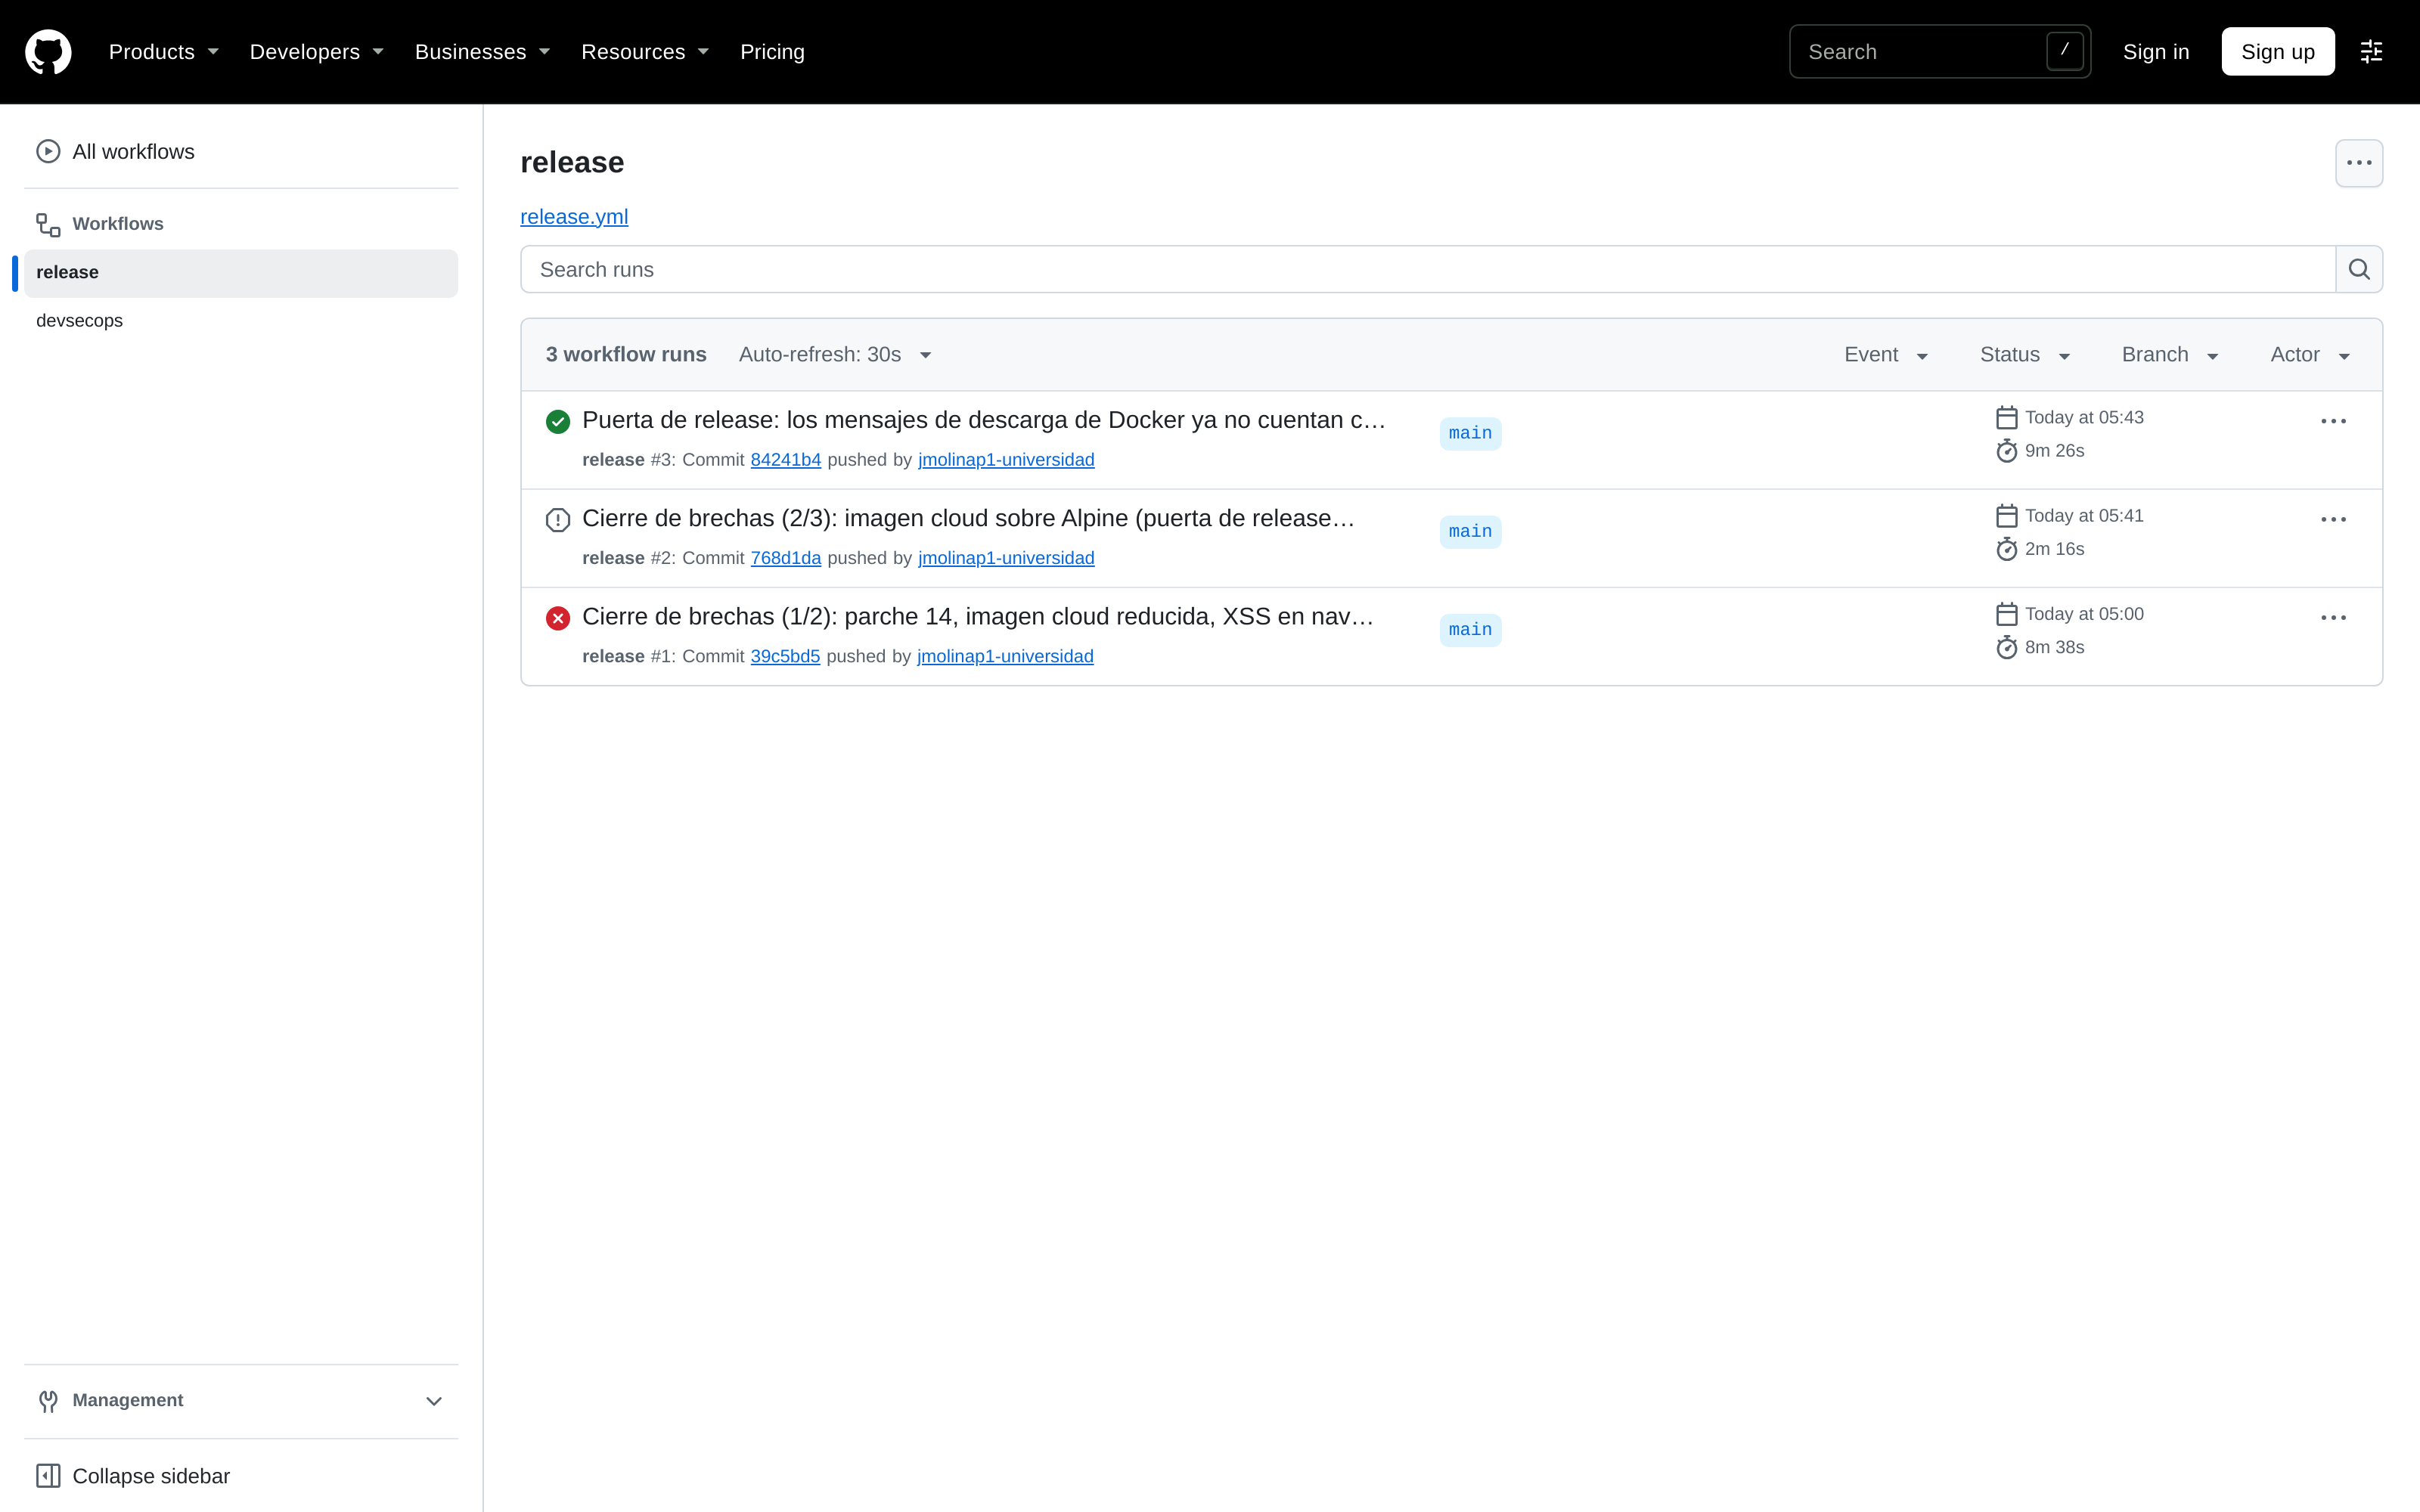 Products Developers Businesses Resources Pricing Search / Sign in Sign up
All workflows
Workflows
release
devsecops
Management
Collapse sidebar
release
release.yml
Search runs
3 workflow runs Auto-refresh: 30s Event Status Branch Actor
Puerta de release: los mensajes de descarga de Docker ya no cuentan c…
release #3: Commit 84241b4 pushed by jmolinap1-universidad
main
Today at 05:43
9m 26s
Cierre de brechas (2/3): imagen cloud sobre Alpine (puerta de release…
release #2: Commit 768d1da pushed by jmolinap1-universidad
main
Today at 05:41
2m 16s
Cierre de brechas (1/2): parche 14, imagen cloud reducida, XSS en nav…
release #1: Commit 39c5bd5 pushed by jmolinap1-universidad
main
Today at 05:00
8m 38s